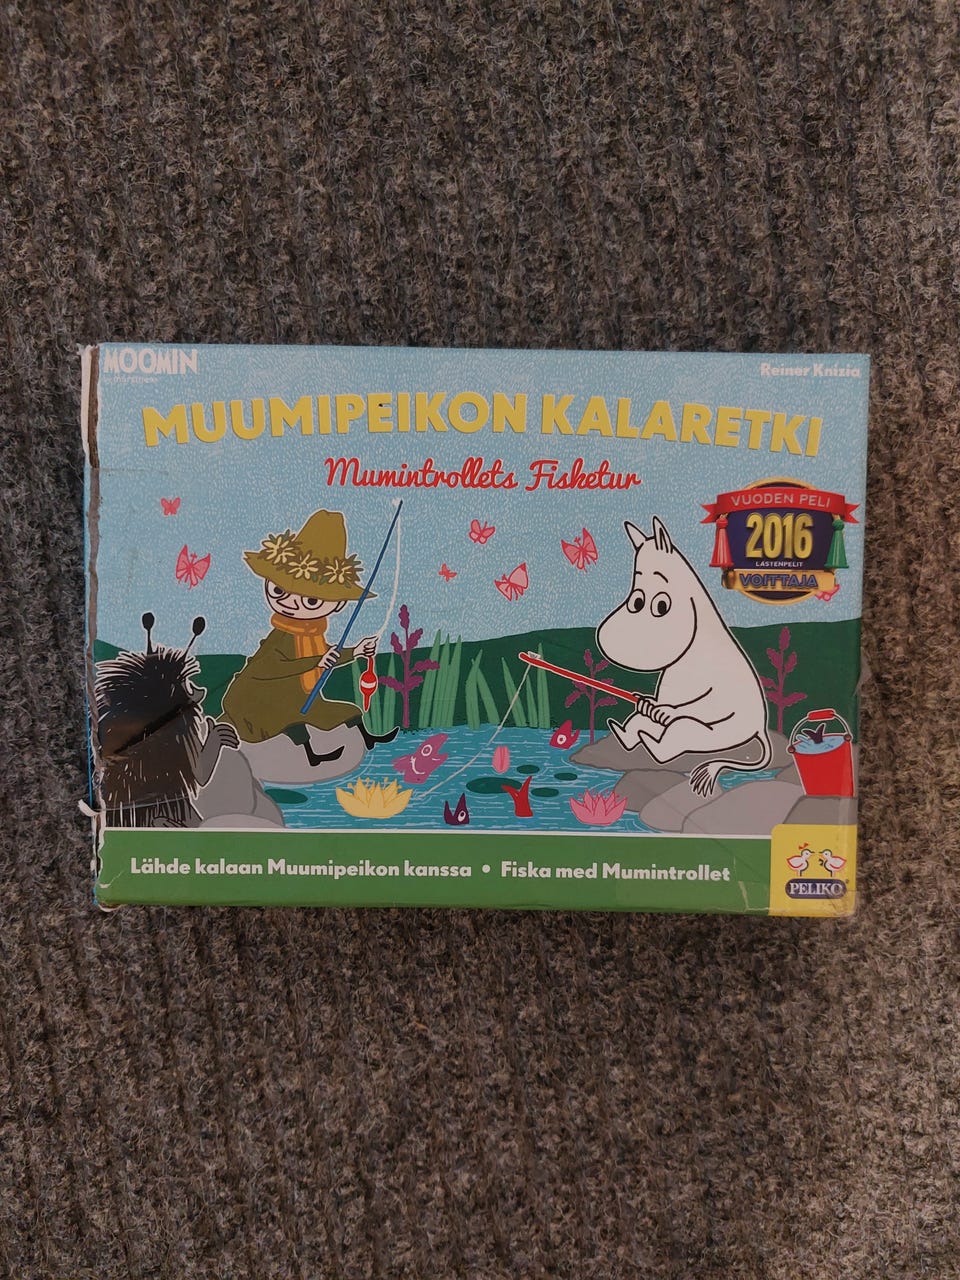 MOOMIN
Reiner Knizia
MUUMIPEIKON KALARETKI
Mumintrollets Fisketur
VUODEN PELI
2016
LASTENPELIT
VOITTAJA
Lähde kalaan Muumipeikon kanssa • Fiska med Mumintrollet
PELIKO